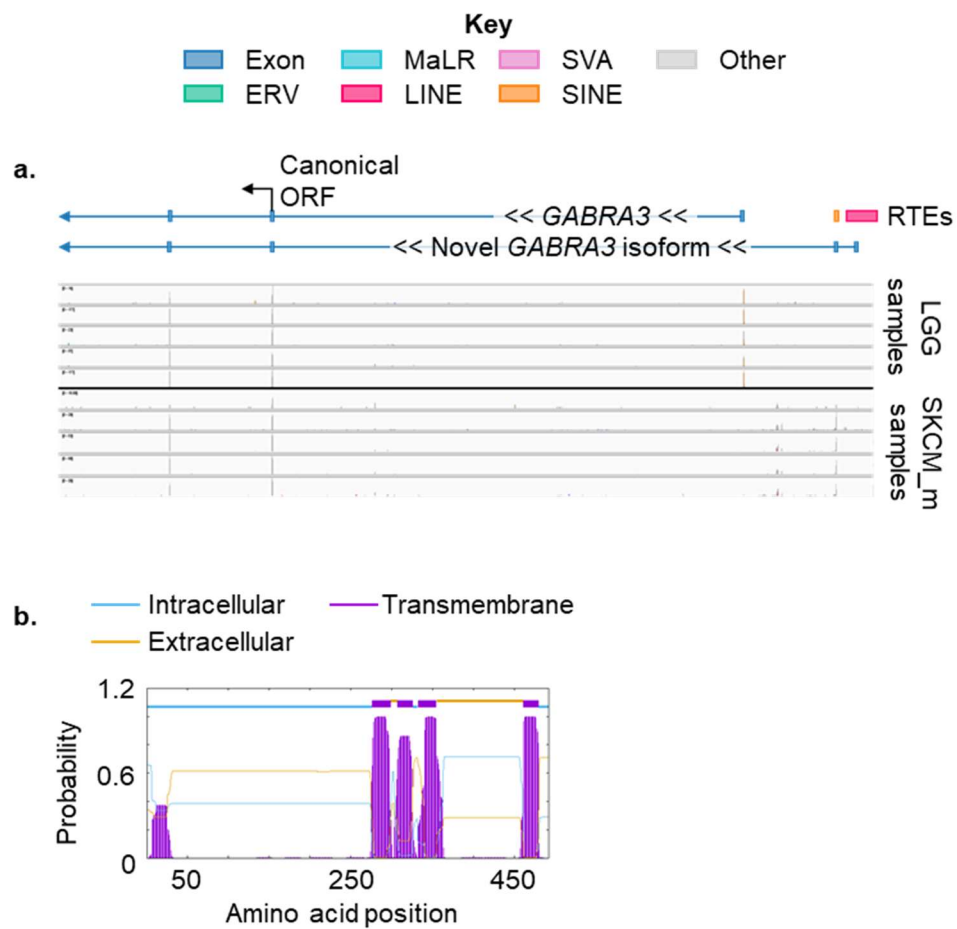 Key
Exon MaLR SVA Other
ERV LINE SINE
a.
Canonical
ORF
<< GABRA3 <<
RTEs
<< Novel GABRA3 isoform <<
LGG
samples
SKCM_m
samples
b.
Intracellular Transmembrane
Extracellular
1.2
0.6
0
Probability
50 250 450
Amino acid position